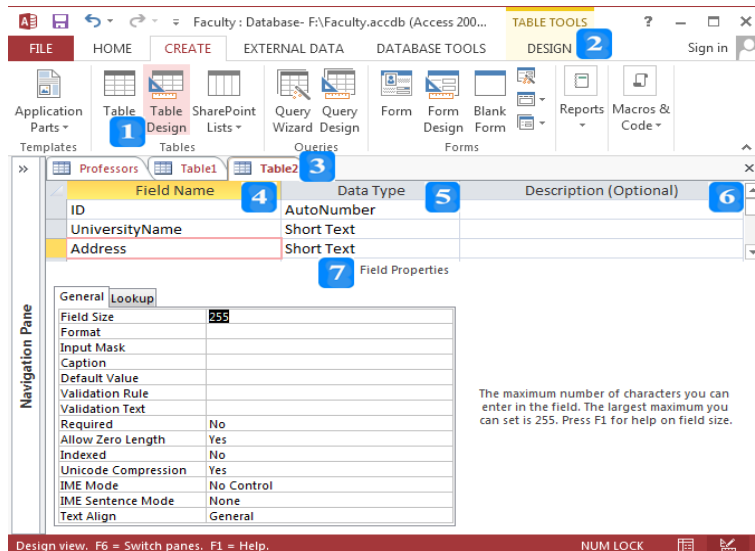 Faculty : Database- F:\Faculty.accdb (Access 200... TABLE TOOLS ? 
FILE HOME CREATE EXTERNAL DATA DATABASE TOOLS DESIGN 2 Sign in
Application Parts Table 1 Table Design SharePoint Lists Query Wizard Query Design Form Form Design Blank Form Reports Macros & Code
Templates Tables Queries Forms
Professors Table1 Table2 3
Field Name 4 Data Type 5 Description (Optional) 6
ID AutoNumber
UniversityName Short Text
Address Short Text
7 Field Properties
Navigation Pane
General Lookup
Field Size 255
Format
Input Mask
Caption
Default Value
Validation Rule
Validation Text
Required No
Allow Zero Length Yes
Indexed No
Unicode Compression Yes
IME Mode No Control
IME Sentence Mode None
Text Align General
The maximum number of characters you can
enter in the field. The largest maximum you
can set is 255. Press F1 for help on field size.
Design view. F6 = Switch panes. F1 = Help. NUM LOCK